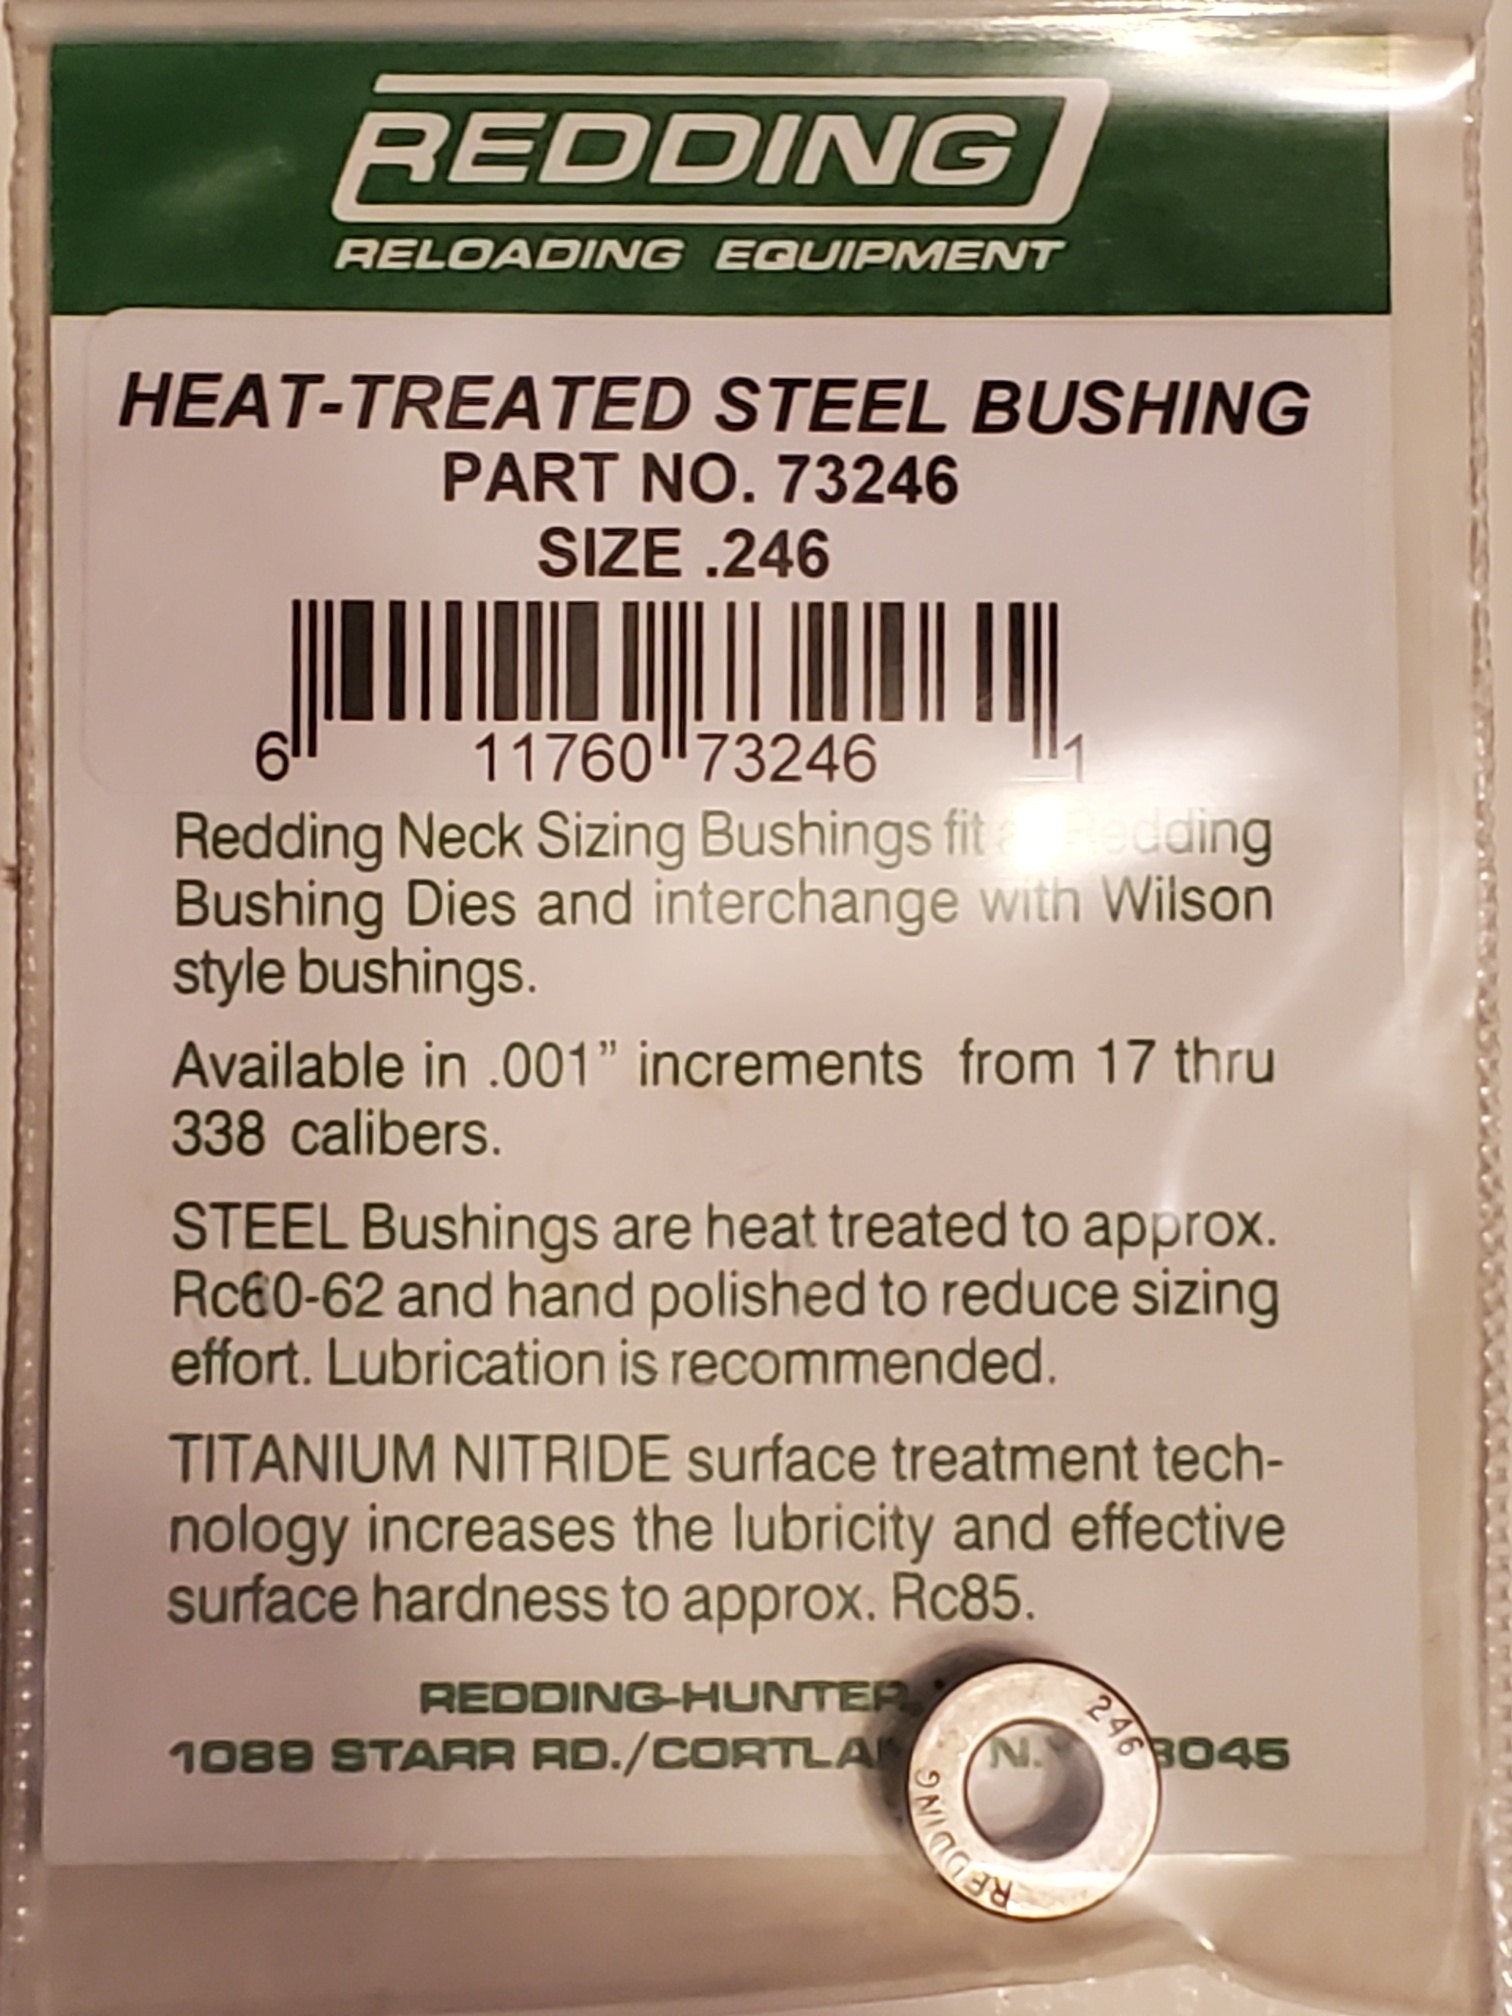 REDDING
RELOADING EQUIPMENT
HEAT-TREATED STEEL BUSHING
PART NO. 73246
SIZE .246
6 11760 73246 1
Redding Neck Sizing Bushings fit Redding
Bushing Dies and interchange with Wilson
style bushings.
Available in .001” increments from 17 thru
338 calibers.
STEEL Bushings are heat treated to approx.
Rc60-62 and hand polished to reduce sizing
effort. Lubrication is recommended.
TITANIUM NITRIDE surface treatment tech-
nology increases the lubricity and effective
surface hardness to approx. Rc85.
REDDING-HUNTER
1089 STARR RD./CORTLA N. 3045
246
REDDING